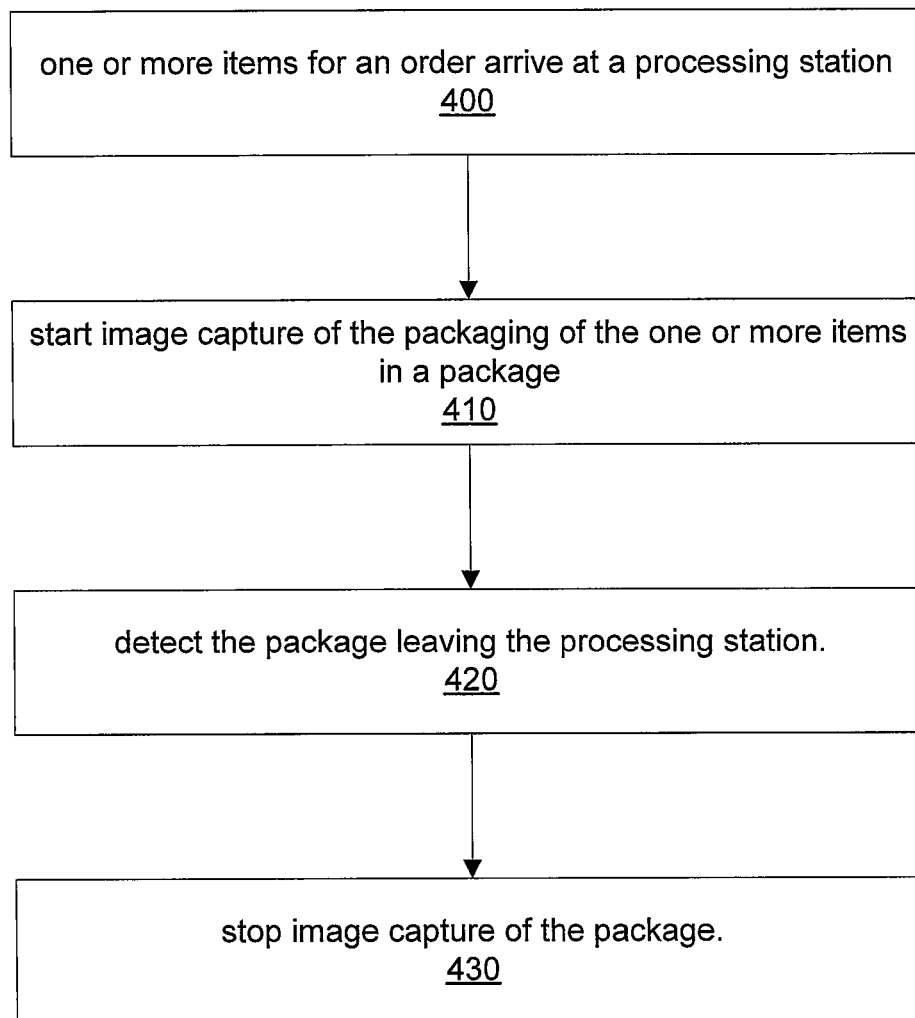 one or more items for an order arrive at a processing station
400
start image capture of the packaging of the one or more items
in a package
410
detect the package leaving the processing station.
420
stop image capture of the package.
430